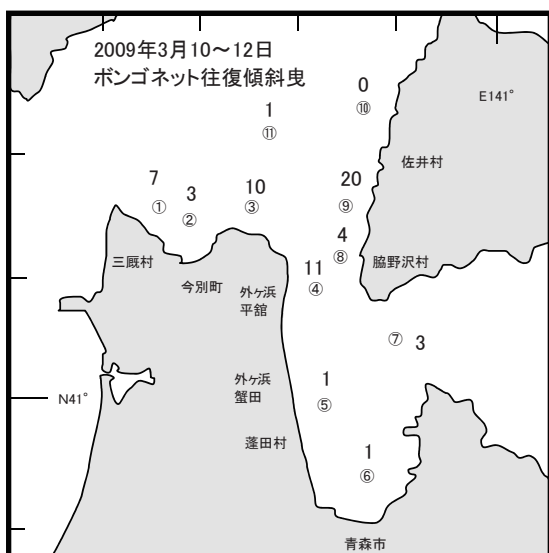 2009年3月10～12日
ボンゴネット往復傾斜曳
0
⑩
E141°
1
⑪
佐井村
7
①
3
②
10
③
20
⑨
4
⑧
三厩村
今別町
外ヶ浜
平舘
11
④
脇野沢村
⑦ 3
N41°
外ヶ浜
蟹田
1
⑤
蓬田村
1
⑥
青森市